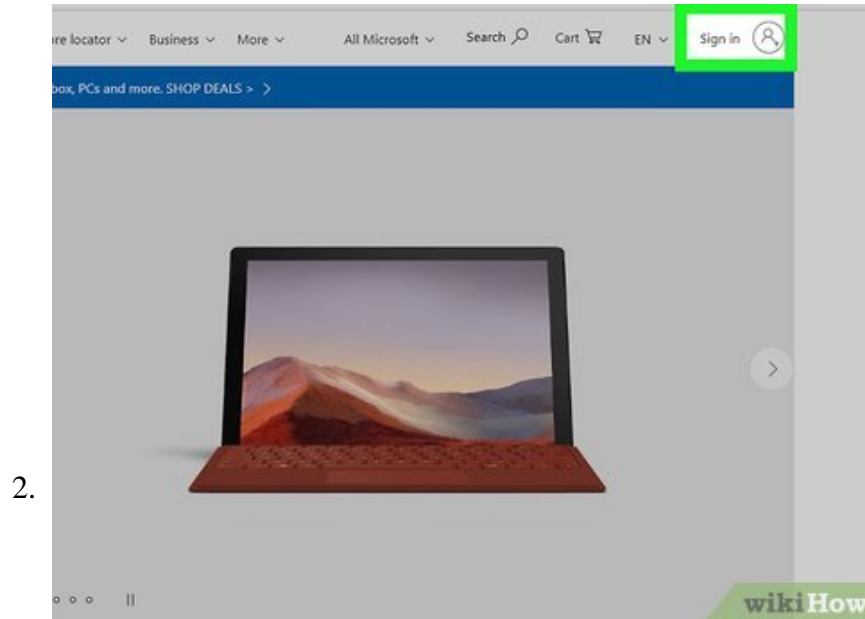 re locator Business More All Microsoft Search Cart EN Sign in
box, PCs and more. SHOP DEALS > >
2.
wikiHow